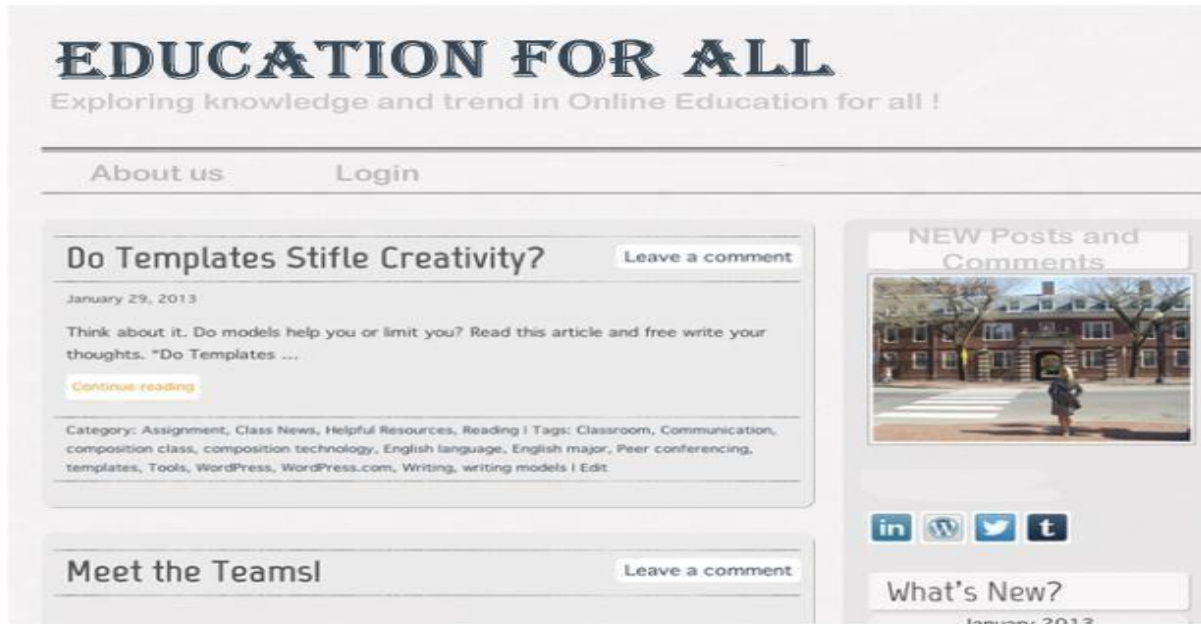 EDUCATION FOR ALL
Exploring knowledge and trend in Online Education for all !
About us Login
Do Templates Stifle Creativity?
Leave a comment
January 29, 2013
Think about it. Do models help you or limit you? Read this article and free write your
thoughts. "Do Templates ...
Continue reading
Category: Assignment, Class News, Helpful Resources, Reading | Tags: Classroom, Communication,
composition class, composition technology, English language, English major, Peer conferencing,
templates, Tools, WordPress, WordPress.com, Writing, writing models | Edit
Meet the Teams!
Leave a comment
NEW Posts and
Comments
in W t
What's New?
January 2013